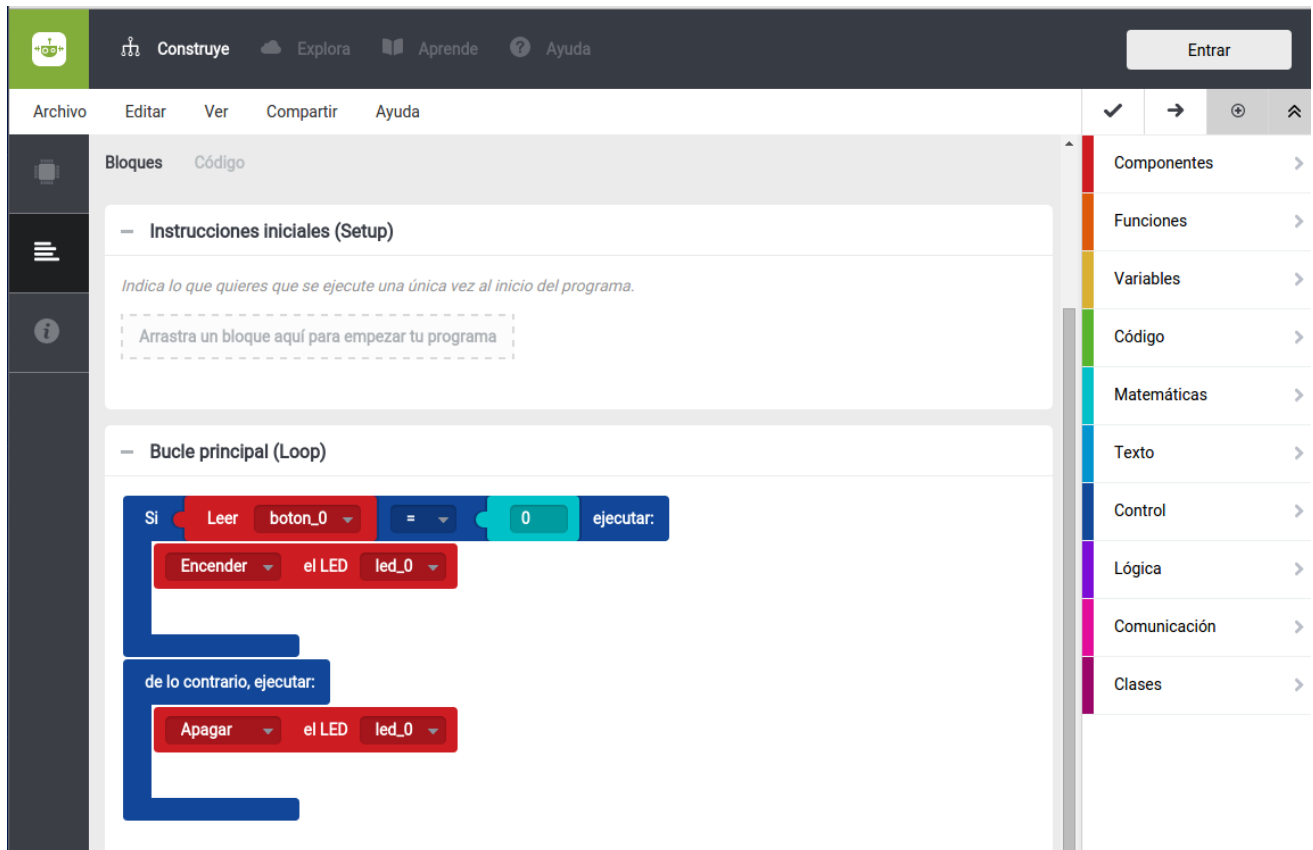 Construye Explora Aprende Ayuda Entrar
Archivo Editar Ver Compartir Ayuda
Bloques Código
Instrucciones iniciales (Setup)
Indica lo que quieres que se ejecute una única vez al inicio del programa.
Arrastra un bloque aquí para empezar tu programa
Bucle principal (Loop)
Si Leer boton_0 = 0 ejecutar:
Encender el LED led_0
de lo contrario, ejecutar:
Apagar el LED led_0
Componentes
Funciones
Variables
Código
Matemáticas
Texto
Control
Lógica
Comunicación
Clases